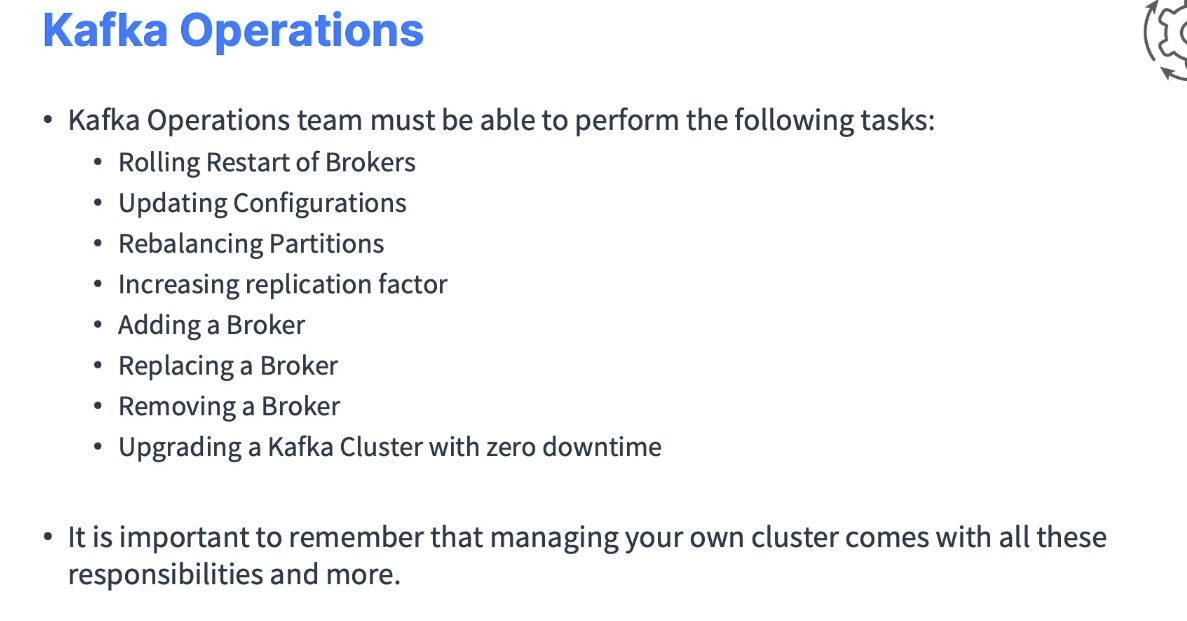 Kafka Operations
• Kafka Operations team must be able to perform the following tasks:
• Rolling Restart of Brokers
• Updating Configurations
• Rebalancing Partitions
• Increasing replication factor
• Adding a Broker
• Replacing a Broker
• Removing a Broker
• Upgrading a Kafka Cluster with zero downtime
• It is important to remember that managing your own cluster comes with all these
responsibilities and more.